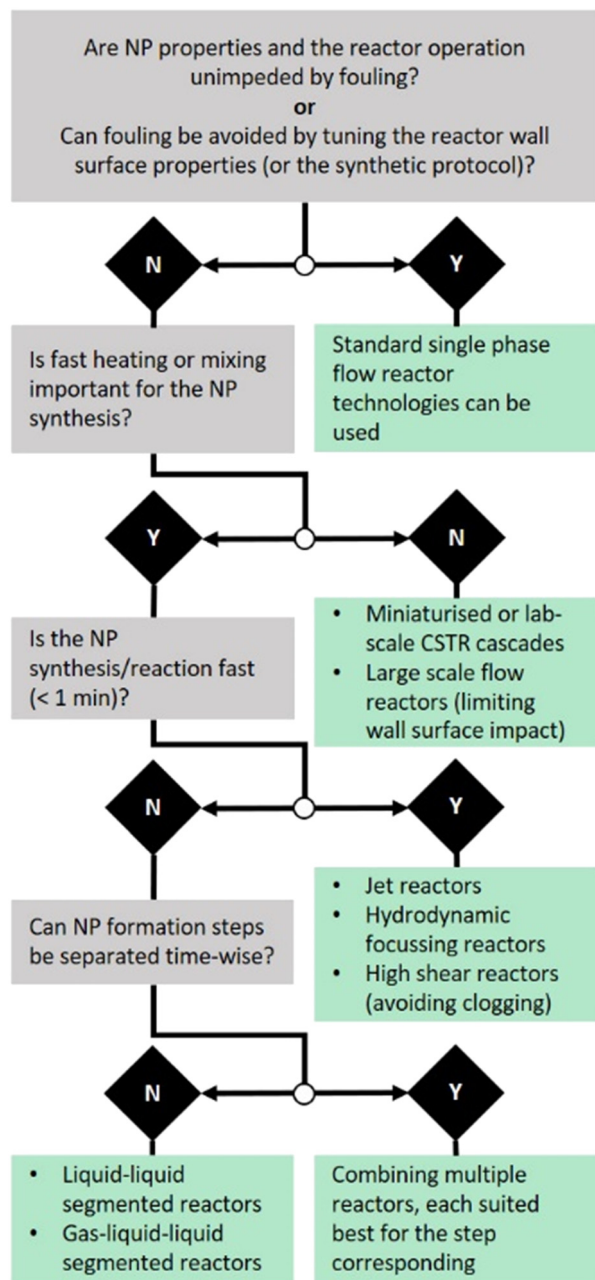 Are NP properties and the reactor operation
unimpeded by fouling?
or
Can fouling be avoided by tuning the reactor wall
surface properties (or the synthetic protocol)?
N
Y
Is fast heating or mixing
important for the NP
synthesis?
Standard single phase
flow reactor
technologies can be
used
Y
N
Is the NP
synthesis/reaction fast
(< 1 min)?
• Miniaturised or lab-
scale CSTR cascades
• Large scale flow
reactors (limiting
wall surface impact)
N
Y
Can NP formation steps
be separated time-wise?
• Jet reactors
• Hydrodynamic
focussing reactors
• High shear reactors
(avoiding clogging)
N
Y
• Liquid-liquid
segmented reactors
• Gas-liquid-liquid
segmented reactors
Combining multiple
reactors, each suited
best for the step
corresponding